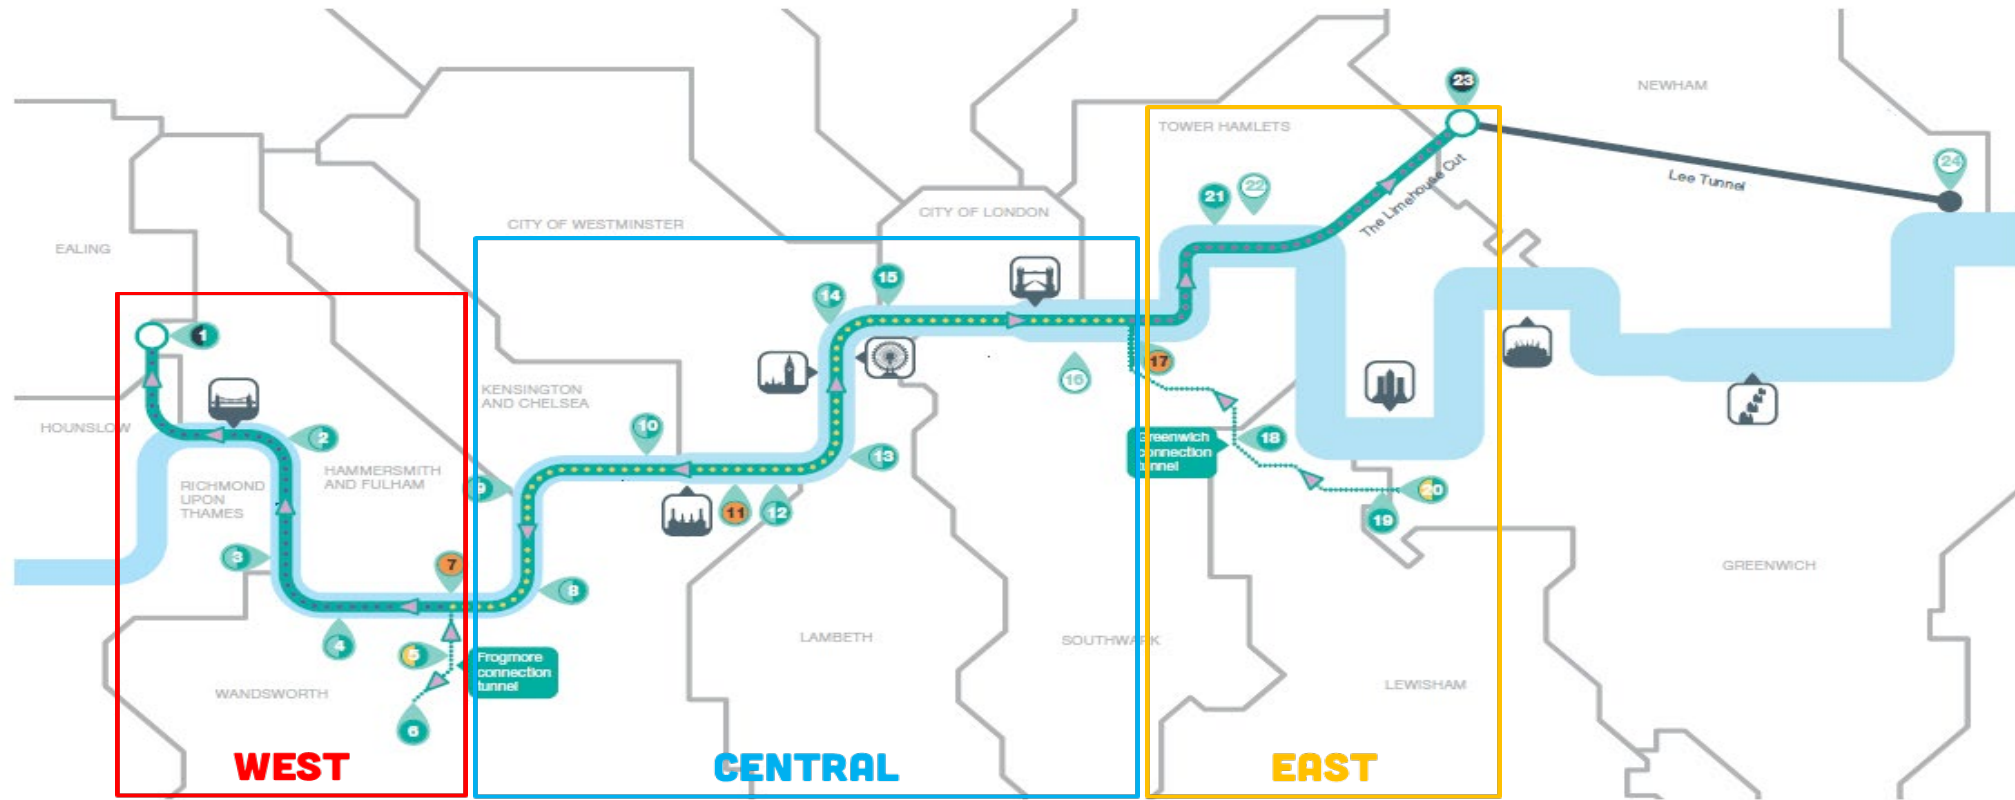 23
NEWHAM
TOWER HAMLETS
24
Lee Tunnel
The Limehouse Cut
21
22
CITY OF LONDON
CITY OF WESTMINSTER
EALING
15
14
1
17
16
KENSINGTON
AND CHELSEA
HOUNSLOW
10
2
Greenwich
connection
tunnel
18
13
HAMMERSMITH
AND FULHAM
RICHMOND
UPON
THAMES
9
11
12
20
19
3
7
8
GREENWICH
4
5
Frogmore
connection
tunnel
LAMBETH
SOUTHWARK
LEWISHAM
WANDSWORTH
6
WEST
CENTRAL
EAST